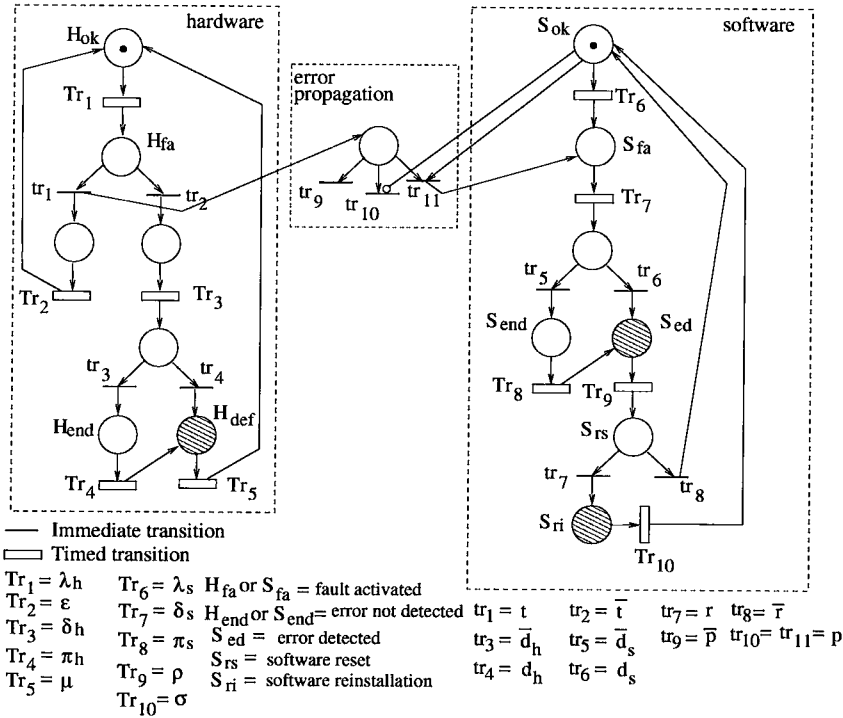 hardware
H_ok
Tr_1
H_fa
tr_1
tr_2
Tr_2
Tr_3
tr_3
tr_4
H_end
H_def
Tr_4
Tr_5
error
propagation
tr_9
tr_10
tr_11
software
S_ok
Tr_6
S_fa
Tr_7
tr_5
tr_6
S_end
S_ed
Tr_8
Tr_9
S_rs
tr_7
tr_8
S_ri
Tr_10
Immediate transition
Timed transition
Tr_1 = λ_h
Tr_2 = ε
Tr_3 = δ_h
Tr_4 = π_h
Tr_5 = μ
Tr_6 = λ_s
Tr_7 = δ_s
Tr_8 = π_s
Tr_9 = ρ
Tr_10 = σ
H_fa or S_fa = fault activated
H_end or S_end = error not detected
S_ed = error detected
S_rs = software reset
S_ri = software reinstallation
tr_1 = t
tr_2 = t̅
tr_7 = r
tr_8 = r̅
tr_3 = d̅_h
tr_5 = d̅_s
tr_9 = p̅
tr_10 = tr_11 = p
tr_4 = d_h
tr_6 = d_s